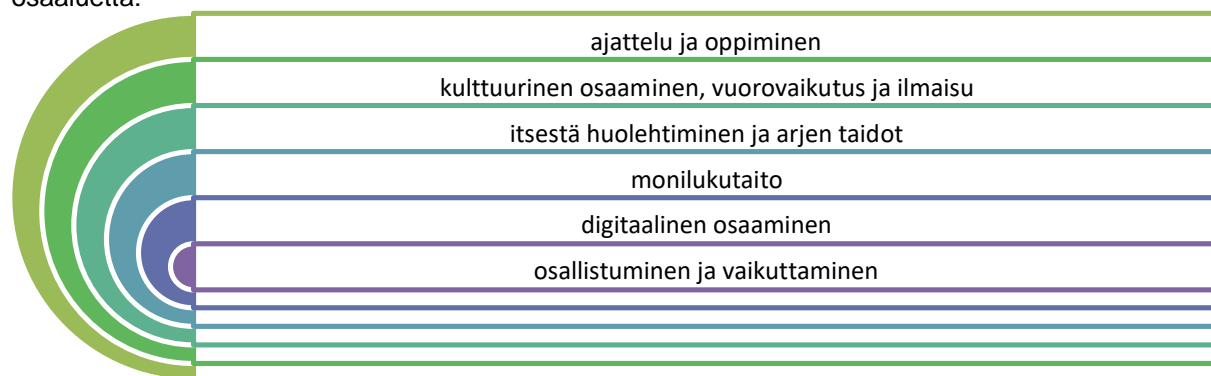 osaaluetta:
ajattelu ja oppiminen
kulttuurinen osaaminen, vuorovaikutus ja ilmaisu
itsestä huolehtiminen ja arjen taidot
monilukutaito
digitaalinen osaaminen
osallistuminen ja vaikuttaminen